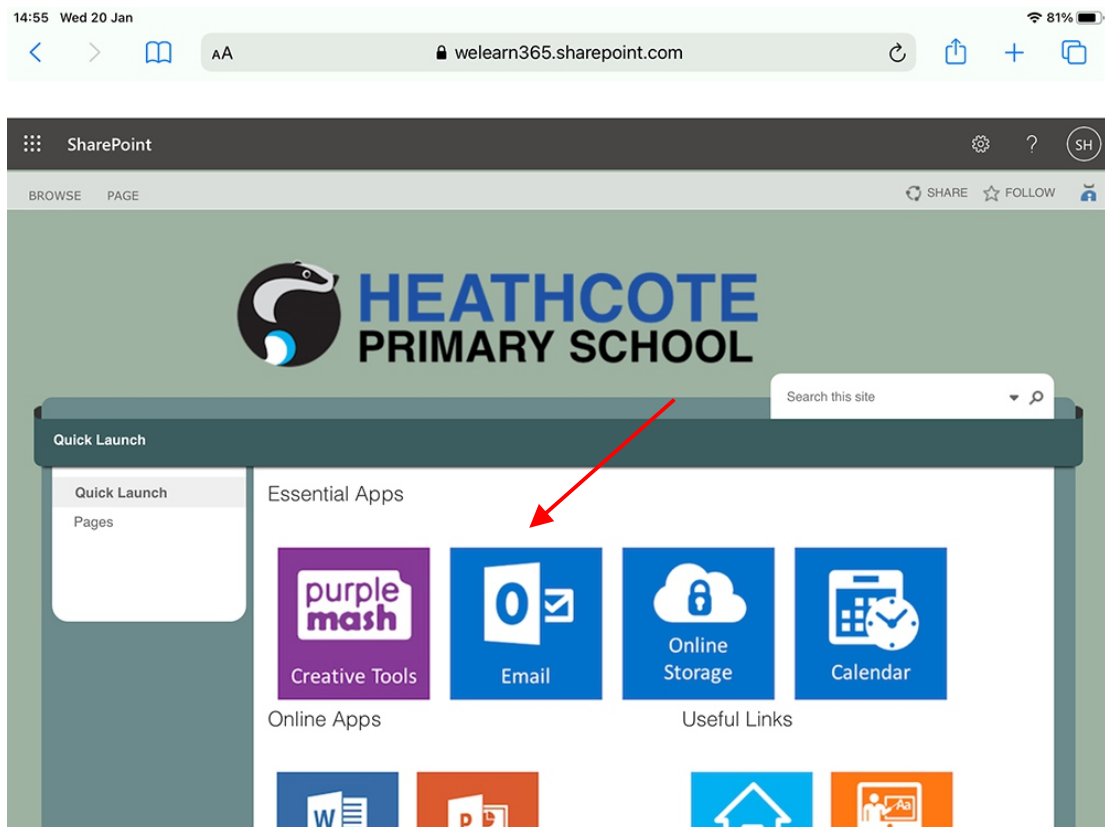 14:55 Wed 20 Jan 81%
AA welearn365.sharepoint.com
SharePoint ? SH
BROWSE PAGE SHARE FOLLOW
HEATHCOTE
PRIMARY SCHOOL
Search this site
Quick Launch
Quick Launch
Pages
Essential Apps
purple
mash
Creative Tools
O
Email
Online
Storage
Calendar
Online Apps Useful Links
W
P
Aa